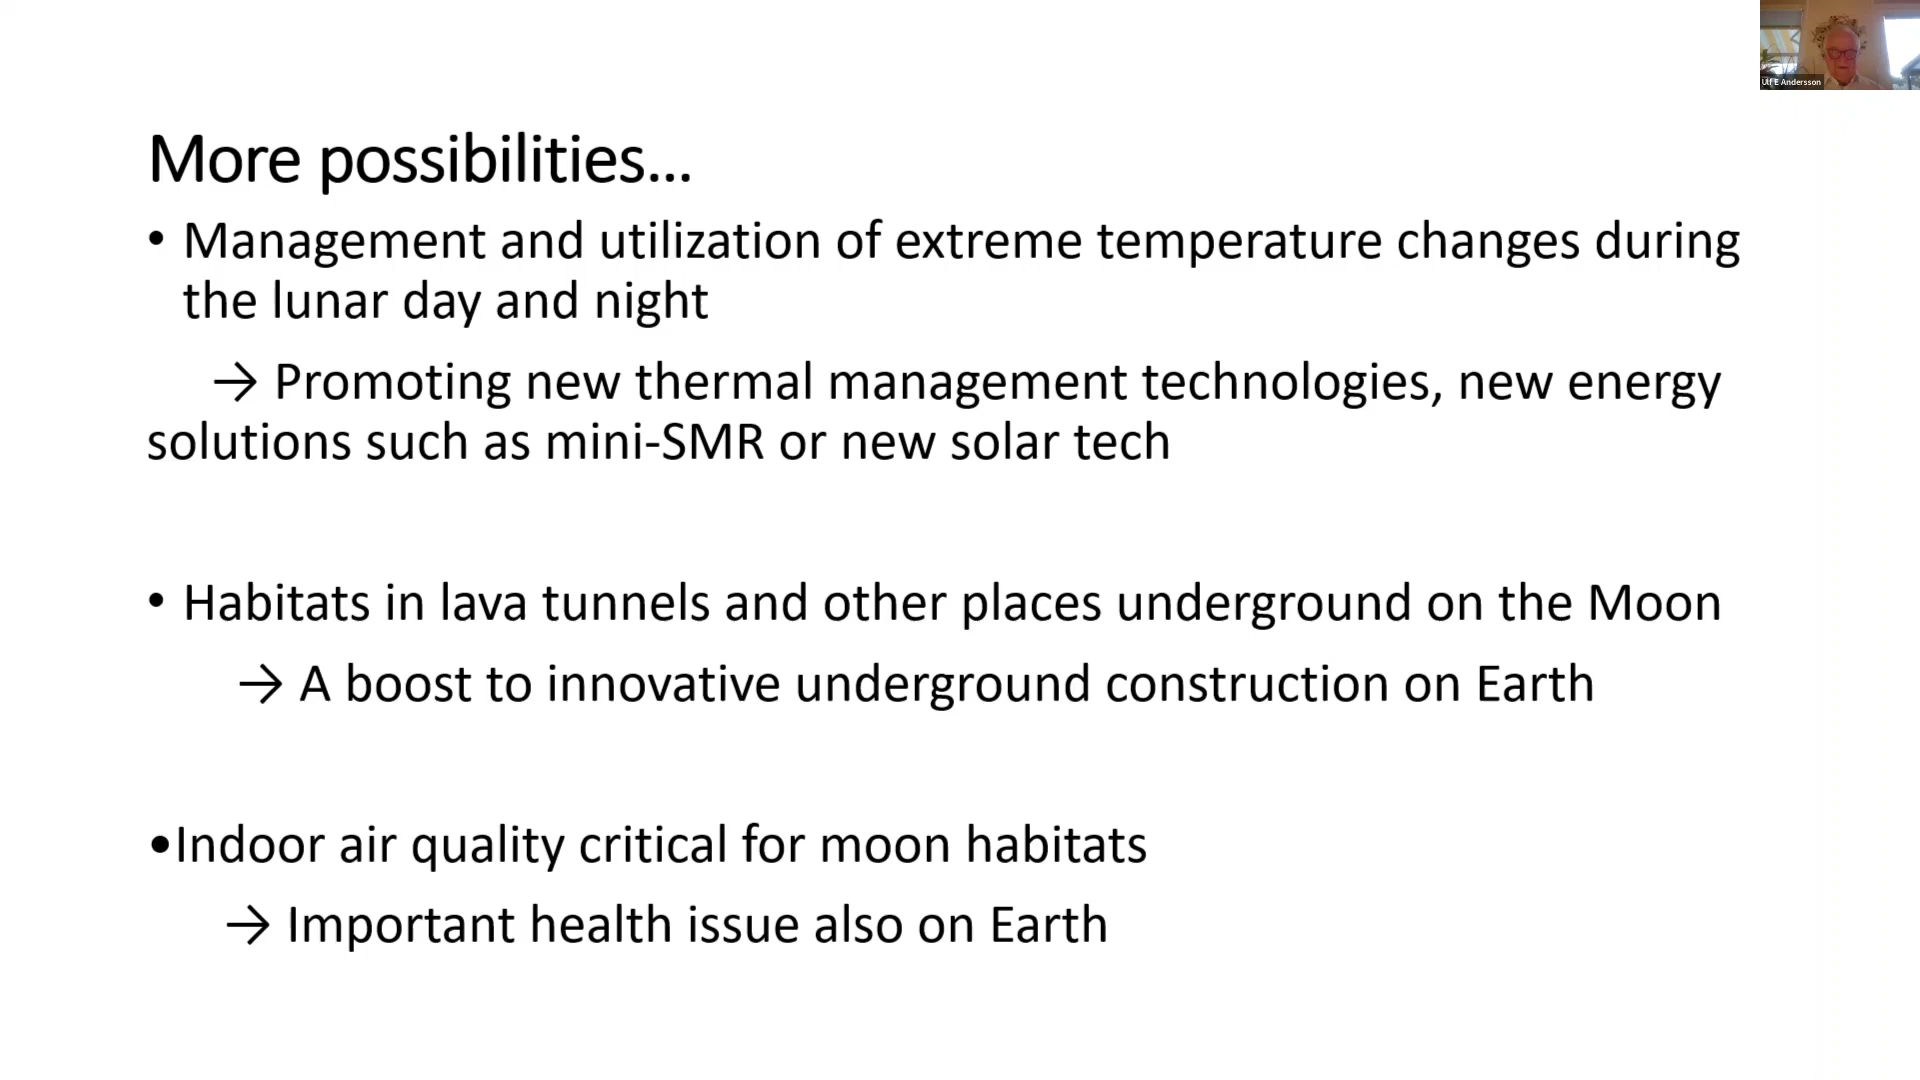 Ulf E Andersson
More possibilities...
• Management and utilization of extreme temperature changes during
the lunar day and night
→ Promoting new thermal management technologies, new energy
solutions such as mini-SMR or new solar tech
• Habitats in lava tunnels and other places underground on the Moon
→ A boost to innovative underground construction on Earth
•Indoor air quality critical for moon habitats
→ Important health issue also on Earth